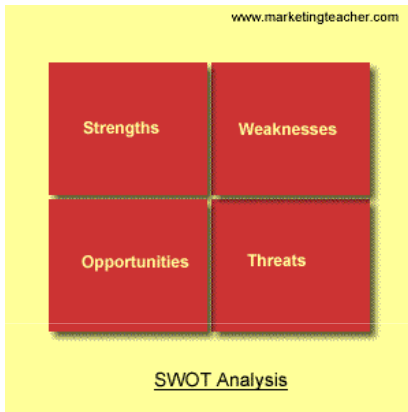 www.marketingteacher.com
Strengths
Weaknesses
Opportunities
Threats
SWOT Analysis